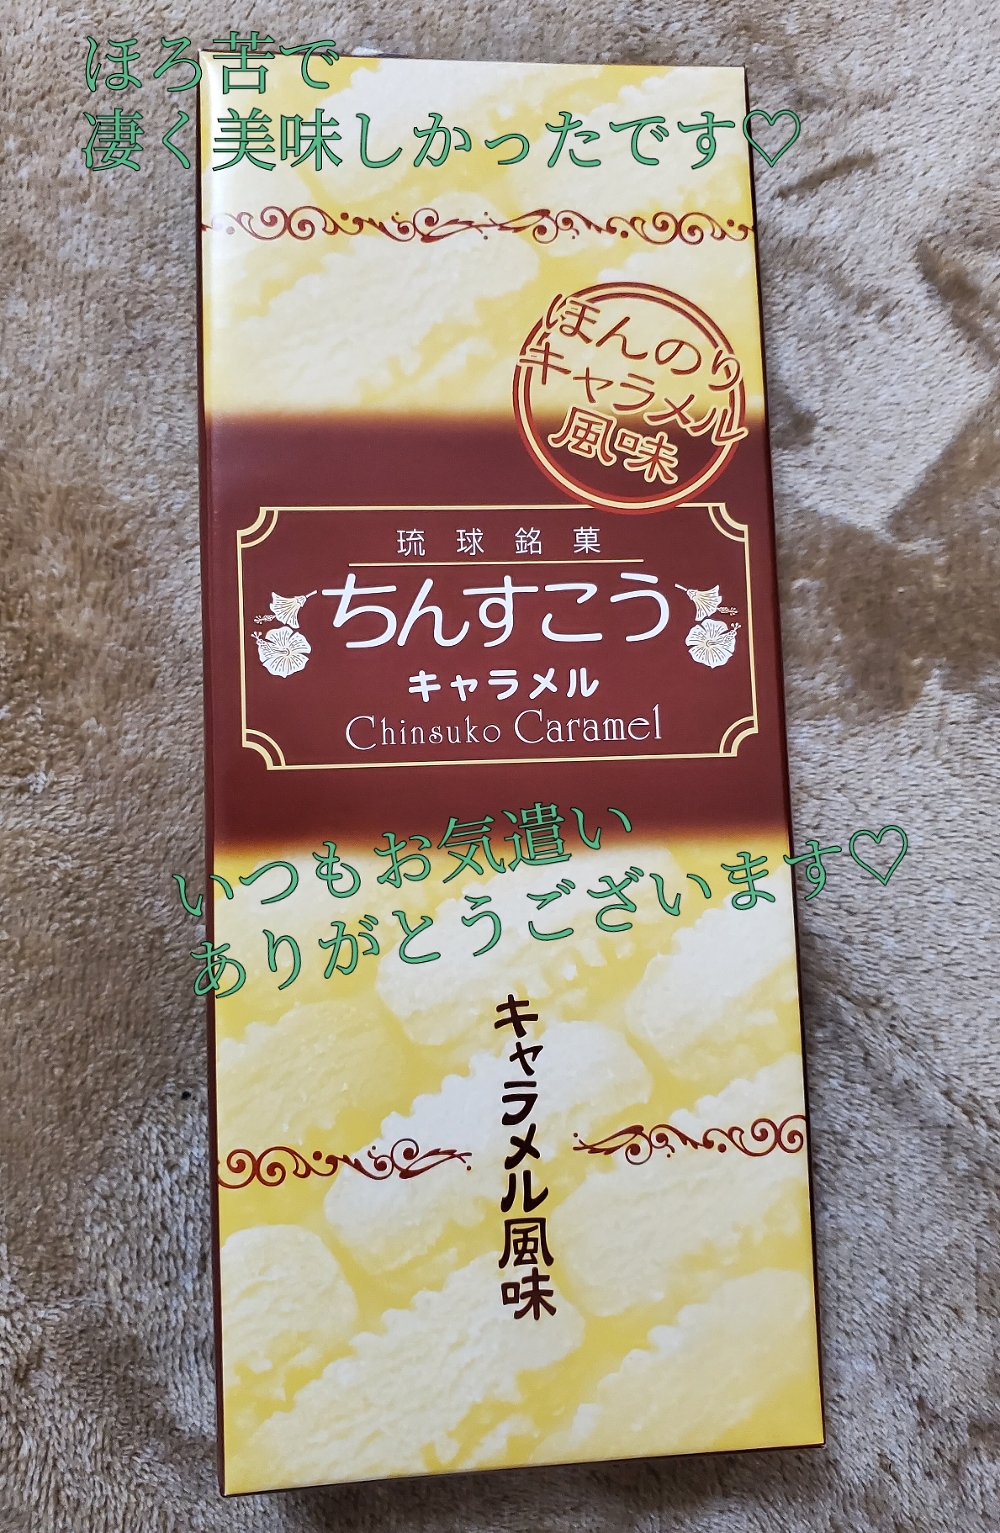 ほろ苦で
凄く美味しかったです♡
ほんのり
キャラメル
風味
琉球銘菓
ちんすこう
キャラメル
Chinsuko Caramel
いつもお気遣い
ありがとうございます♡
キャラメル風味